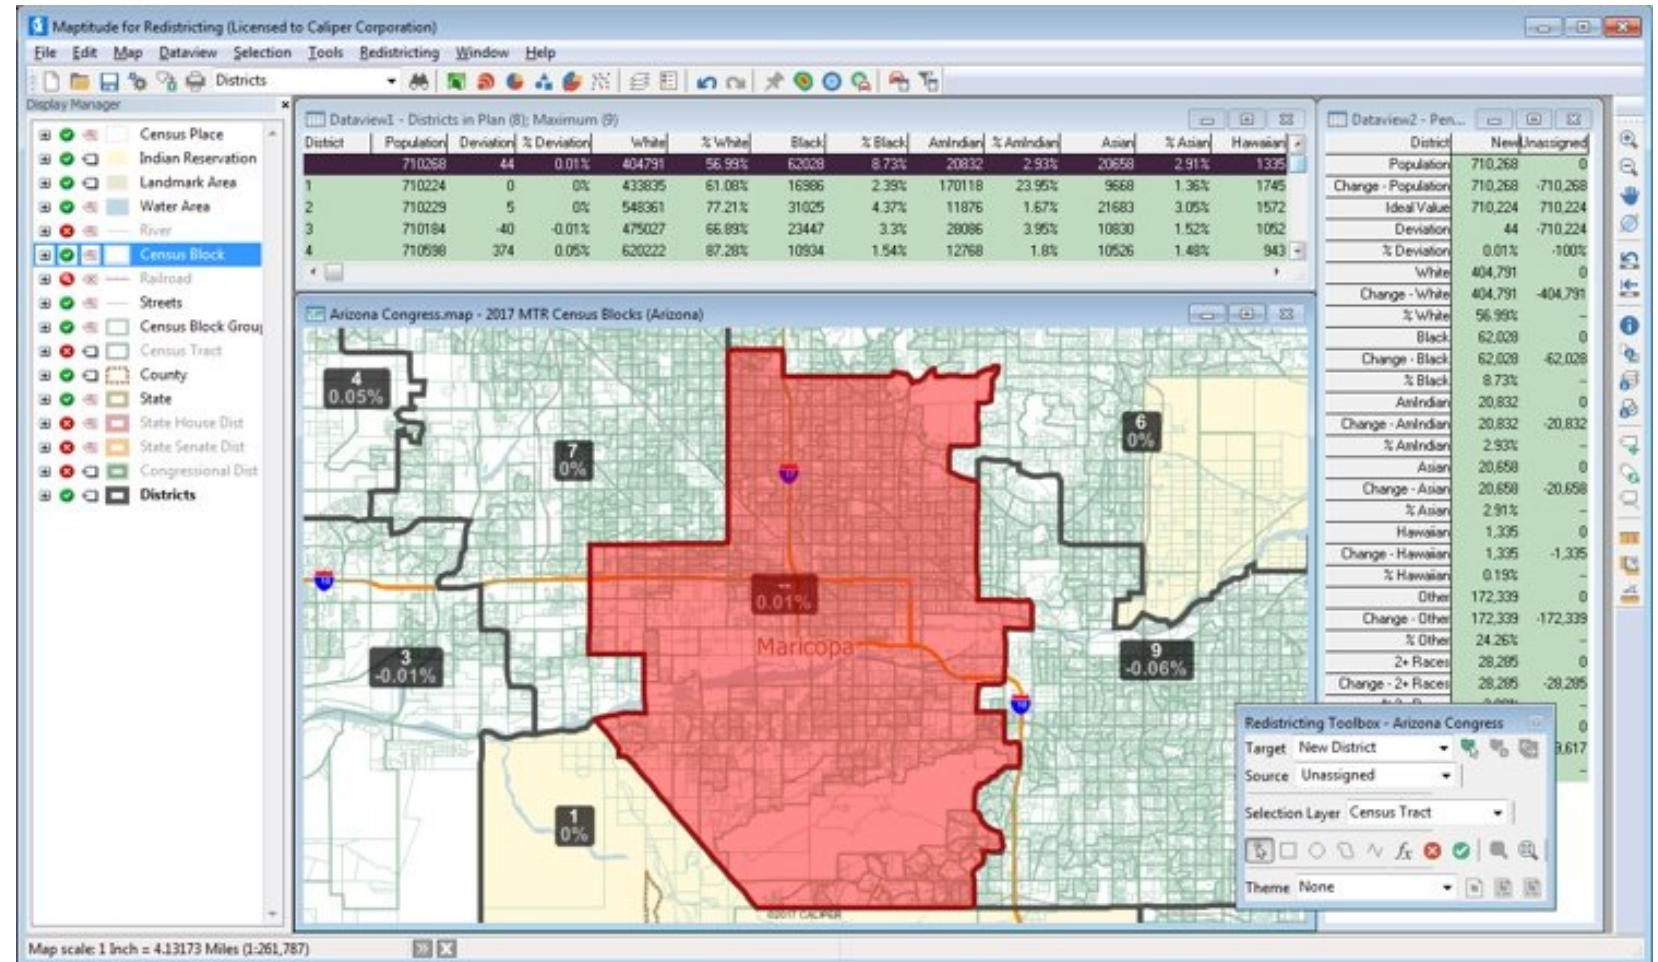 Maptitude for Redistricting (Licensed to Caliper Corporation)
File Edit Map Dataview Selection Tools Redistricting Window Help
Districts
Display Manager
Census Place
Indian Reservation
Landmark Area
Water Area
River
Census Block
Railroad
Streets
Census Block Grou
Census Tract
County
State
State House Dist
State Senate Dist
Congressional Dist
Districts
Dataview1 - Districts in Plan (8); Maximum (9)
District Population Deviation % Deviation White % White Black % Black AmIndian % AmIndian Asian % Asian Hawaiian
710268 44 0.01% 404791 56.99% 62028 8.73% 20832 2.93% 20658 2.91% 1335
1 710224 0 0% 433835 61.08% 16986 2.39% 170118 23.95% 9668 1.36% 1745
2 710229 5 0% 548361 77.21% 31025 4.37% 11876 1.67% 21683 3.05% 1572
3 710184 -40 -0.01% 475027 66.89% 23447 3.3% 28086 3.95% 10830 1.52% 1052
4 710598 374 0.05% 620222 87.28% 10934 1.54% 12768 1.8% 10526 1.48% 943
Arizona Congress.map - 2017 MTR Census Blocks (Arizona)
4
0.05%
6
0%
7
0%
17
10
--
0.01%
Maricopa
3
-0.01%
9
-0.06%
10
1
0%
©2017 CALIPER
Dataview2 - Pen...
District New Unassigned
Population 710,268 0
Change - Population 710,268 -710,268
Ideal Value 710,224 710,224
Deviation 44 -710,224
% Deviation 0.01% -100%
White 404,791 0
Change - White 404,791 -404,791
% White 56.99% --
Black 62,028 0
Change - Black 62,028 -62,028
% Black 8.73% --
AmIndian 20,832 0
Change - AmIndian 20,832 -20,832
% AmIndian 2.93% --
Asian 20,658 0
Change - Asian 20,658 -20,658
% Asian 2.91% --
Hawaiian 1,335 0
Change - Hawaiian 1,335 -1,335
% Hawaiian 0.19% --
Other 172,339 0
Change - Other 172,339 -172,339
% Other 24.26% --
2+ Races 28,285 0
Change - 2+ Races 28,285 -28,285
0
9,617
Redistricting Toolbox - Arizona Congress
Target New District
Source Unassigned
Selection Layer Census Tract
fx
Theme None
Map scale: 1 Inch = 4.13173 Miles (1:261,787)